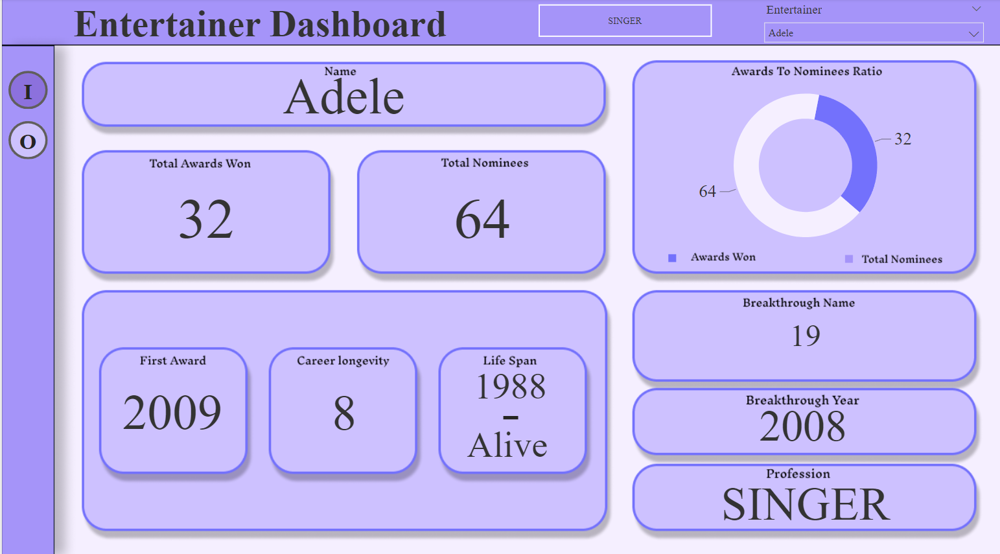 Entertainer Dashboard
SINGER
Entertainer
Adele
I
O
Name
Adele
Total Awards Won
32
Total Nominees
64
Awards To Nominees Ratio
32
64
Awards Won
Total Nominees
First Award
2009
Career longevity
8
Life Span
1988
-
Alive
Breakthrough Name
19
Breakthrough Year
2008
Profession
SINGER